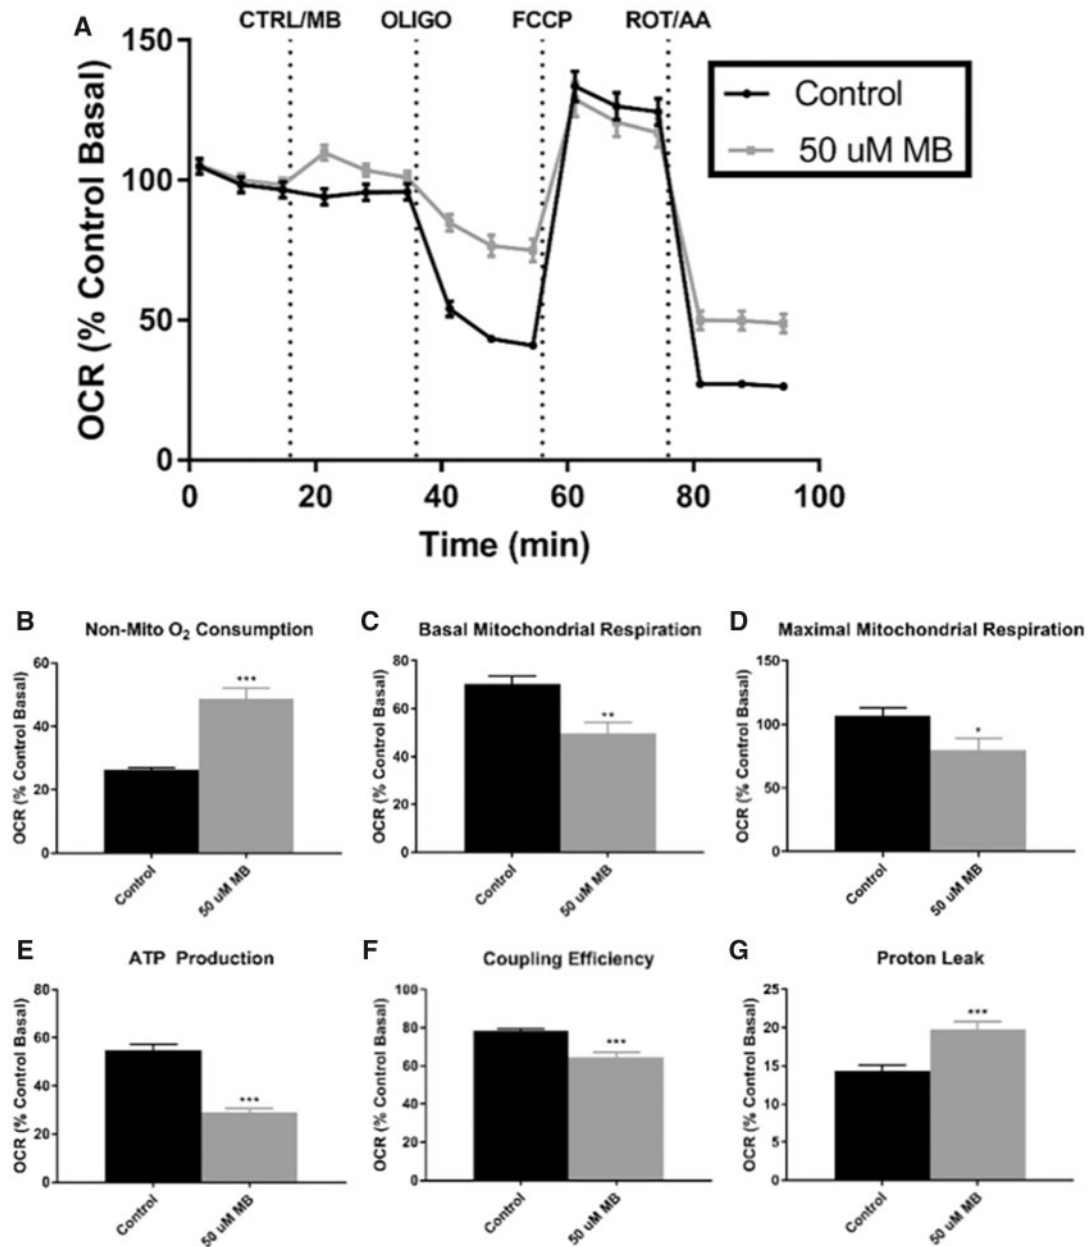 A
CTRL/MB OLIGO FCCP ROT/AA
150
100
50
0
OCR (% Control Basal)
0 20 40 60 80 100
Time (min)
Control
50 uM MB
B
Non-Mito O₂ Consumption
60
40
20
0
OCR (% Control Basal)
***
Control
50 uM MB
C
Basal Mitochondrial Respiration
80
60
40
20
0
OCR (% Control Basal)
**
Control
50 uM MB
D
Maximal Mitochondrial Respiration
150
100
50
0
OCR (% Control Basal)
*
Control
50 uM MB
E
ATP Production
80
60
40
20
0
OCR (% Control Basal)
***
Control
50 uM MB
F
Coupling Efficiency
100
80
60
40
20
0
OCR (% Control Basal)
***
Control
50 uM MB
G
Proton Leak
25
20
15
10
5
0
OCR (% Control Basal)
***
Control
50 uM MB